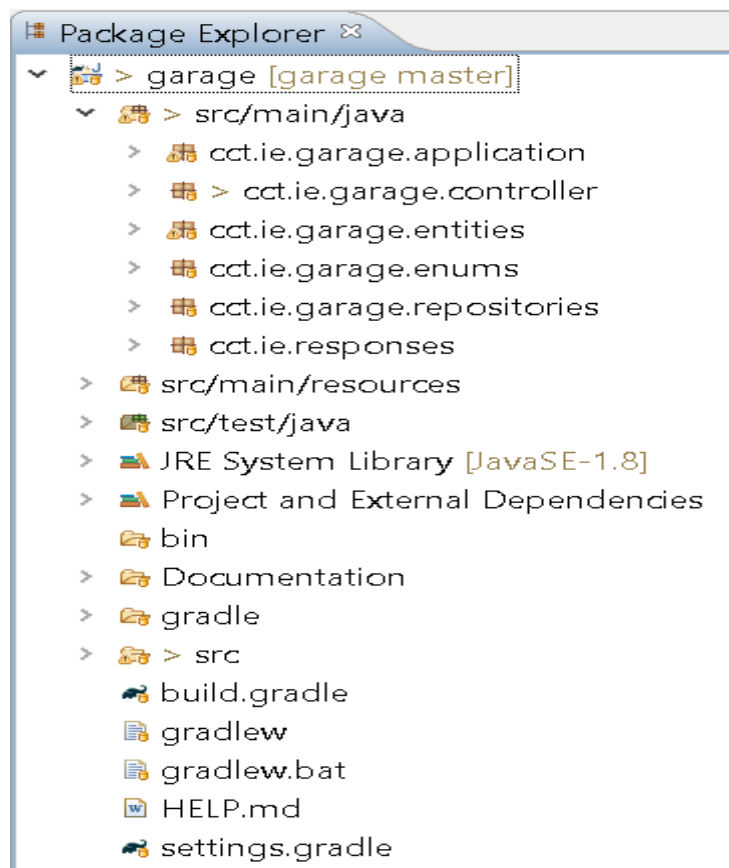 Package Explorer
> garage [garage master]
> src/main/java
cct.ie.garage.application
> cct.ie.garage.controller
cct.ie.garage.entities
cct.ie.garage.enums
cct.ie.garage.repositories
cct.ie.responses
src/main/resources
src/test/java
JRE System Library [JavaSE-1.8]
Project and External Dependencies
bin
Documentation
gradle
> src
build.gradle
gradlew
gradlew.bat
HELP.md
settings.gradle